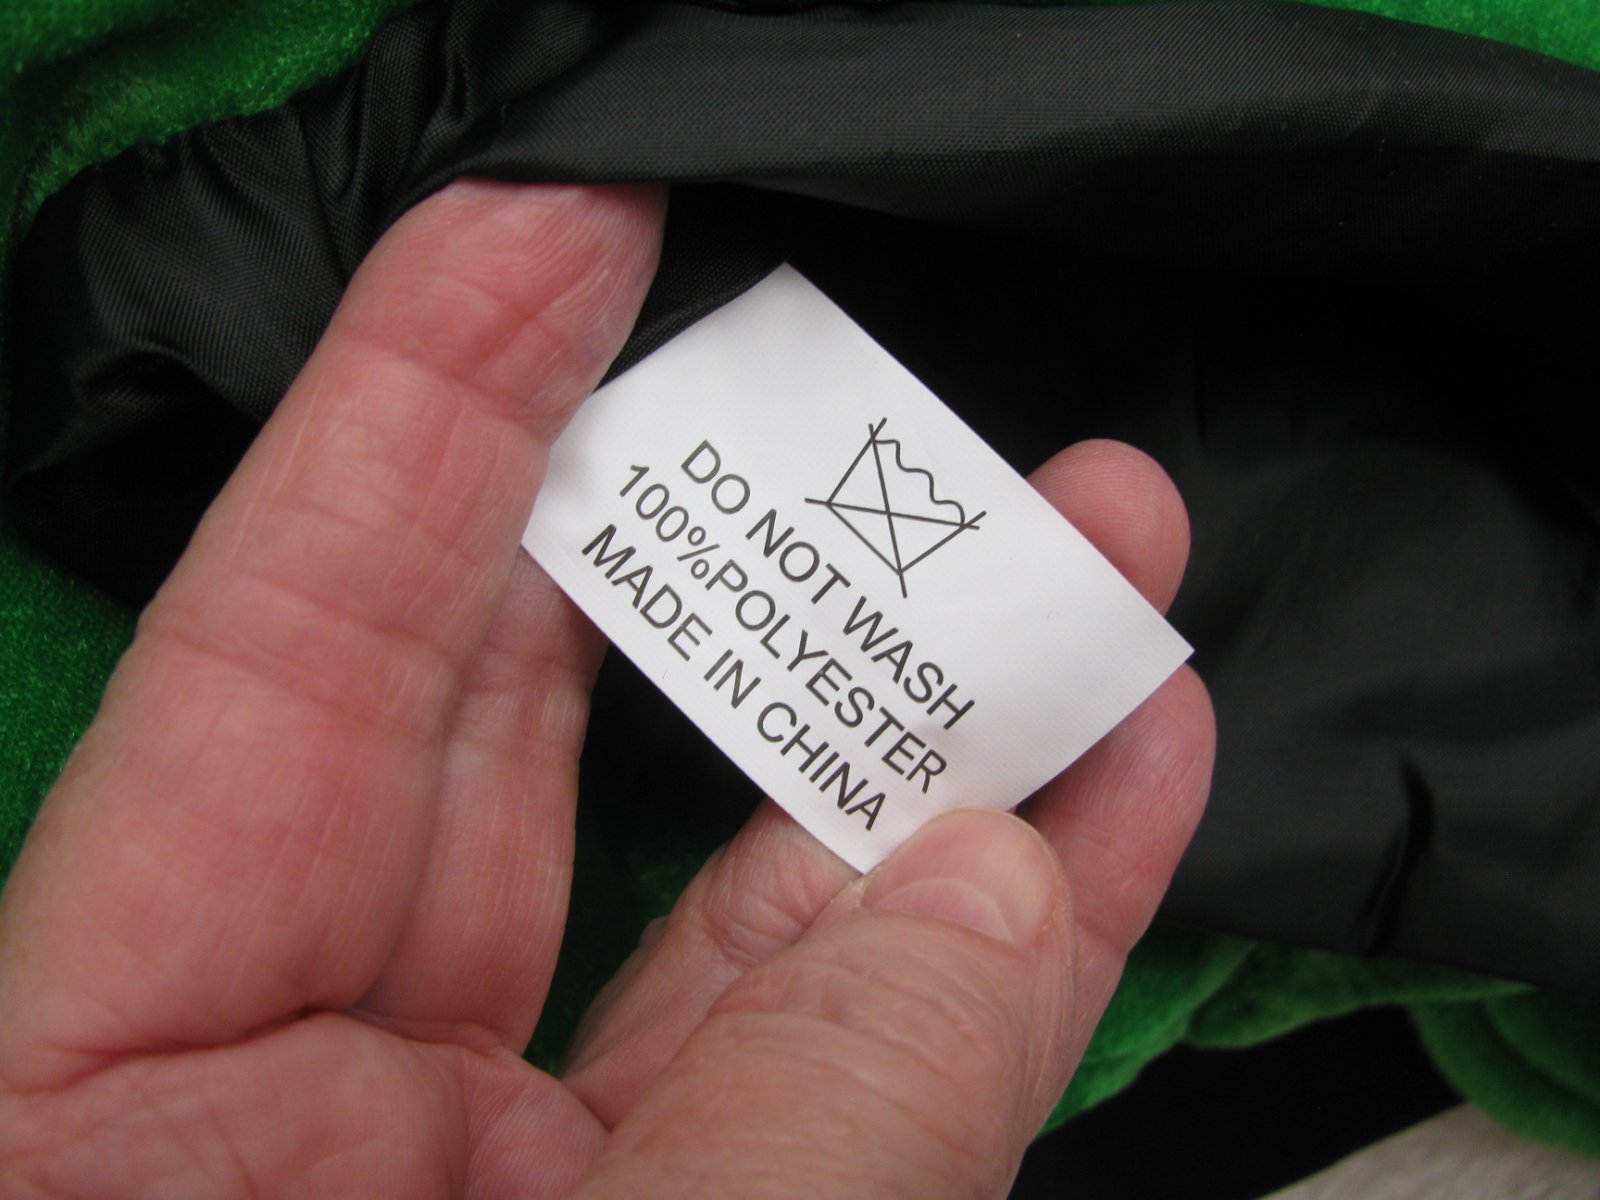 DO NOT WASH
100%POLYESTER
MADE IN CHINA